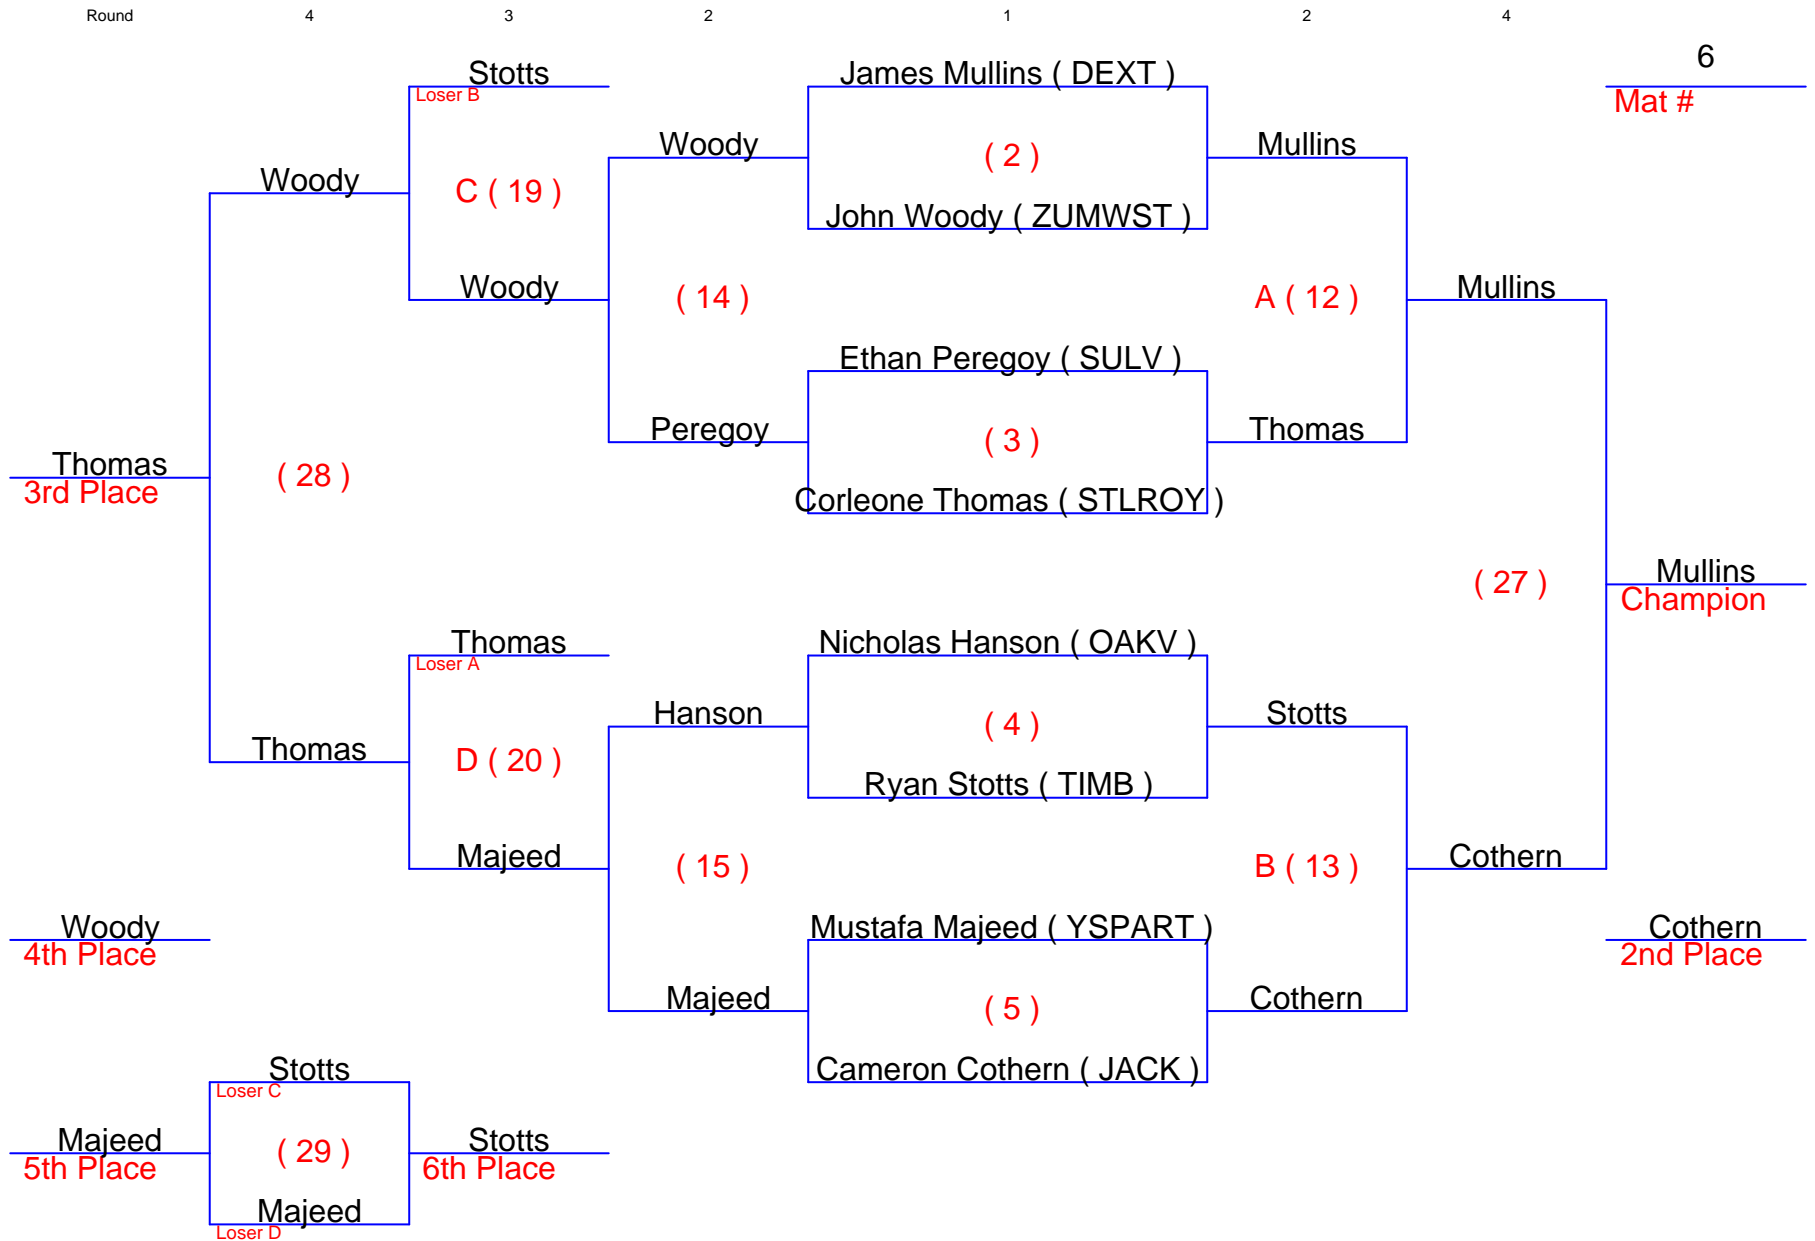 Round 4 3 2 1 2 4
6
Mat #
Stotts
Loser B
James Mullins ( DEXT )
Woody
( 2 )
Mullins
Woody
C ( 19 )
John Woody ( ZUMWST )
Woody
( 14 )
A ( 12 )
Mullins
Ethan Peregoy ( SULV )
Peregoy
( 3 )
Thomas
Thomas
3rd Place
( 28 )
Corleone Thomas ( STLROY )
( 27 )
Mullins
Champion
Thomas
Loser A
Nicholas Hanson ( OAKV )
Hanson
( 4 )
Stotts
Thomas
D ( 20 )
Ryan Stotts ( TIMB )
Majeed
( 15 )
B ( 13 )
Cothern
Woody
4th Place
Mustafa Majeed ( YSPART )
Cothern
2nd Place
Majeed
( 5 )
Cothern
Stotts
Loser C
Cameron Cothern ( JACK )
Majeed
5th Place
( 29 )
Stotts
6th Place
Majeed
Loser D